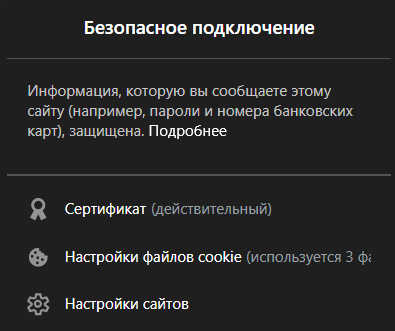 Безопасное подключение
Информация, которую вы сообщаете этому
сайту (например, пароли и номера банковских
карт), защищена. Подробнее
Сертификат (действительный)
Настройки файлов cookie (используется 3 фа
Настройки сайтов